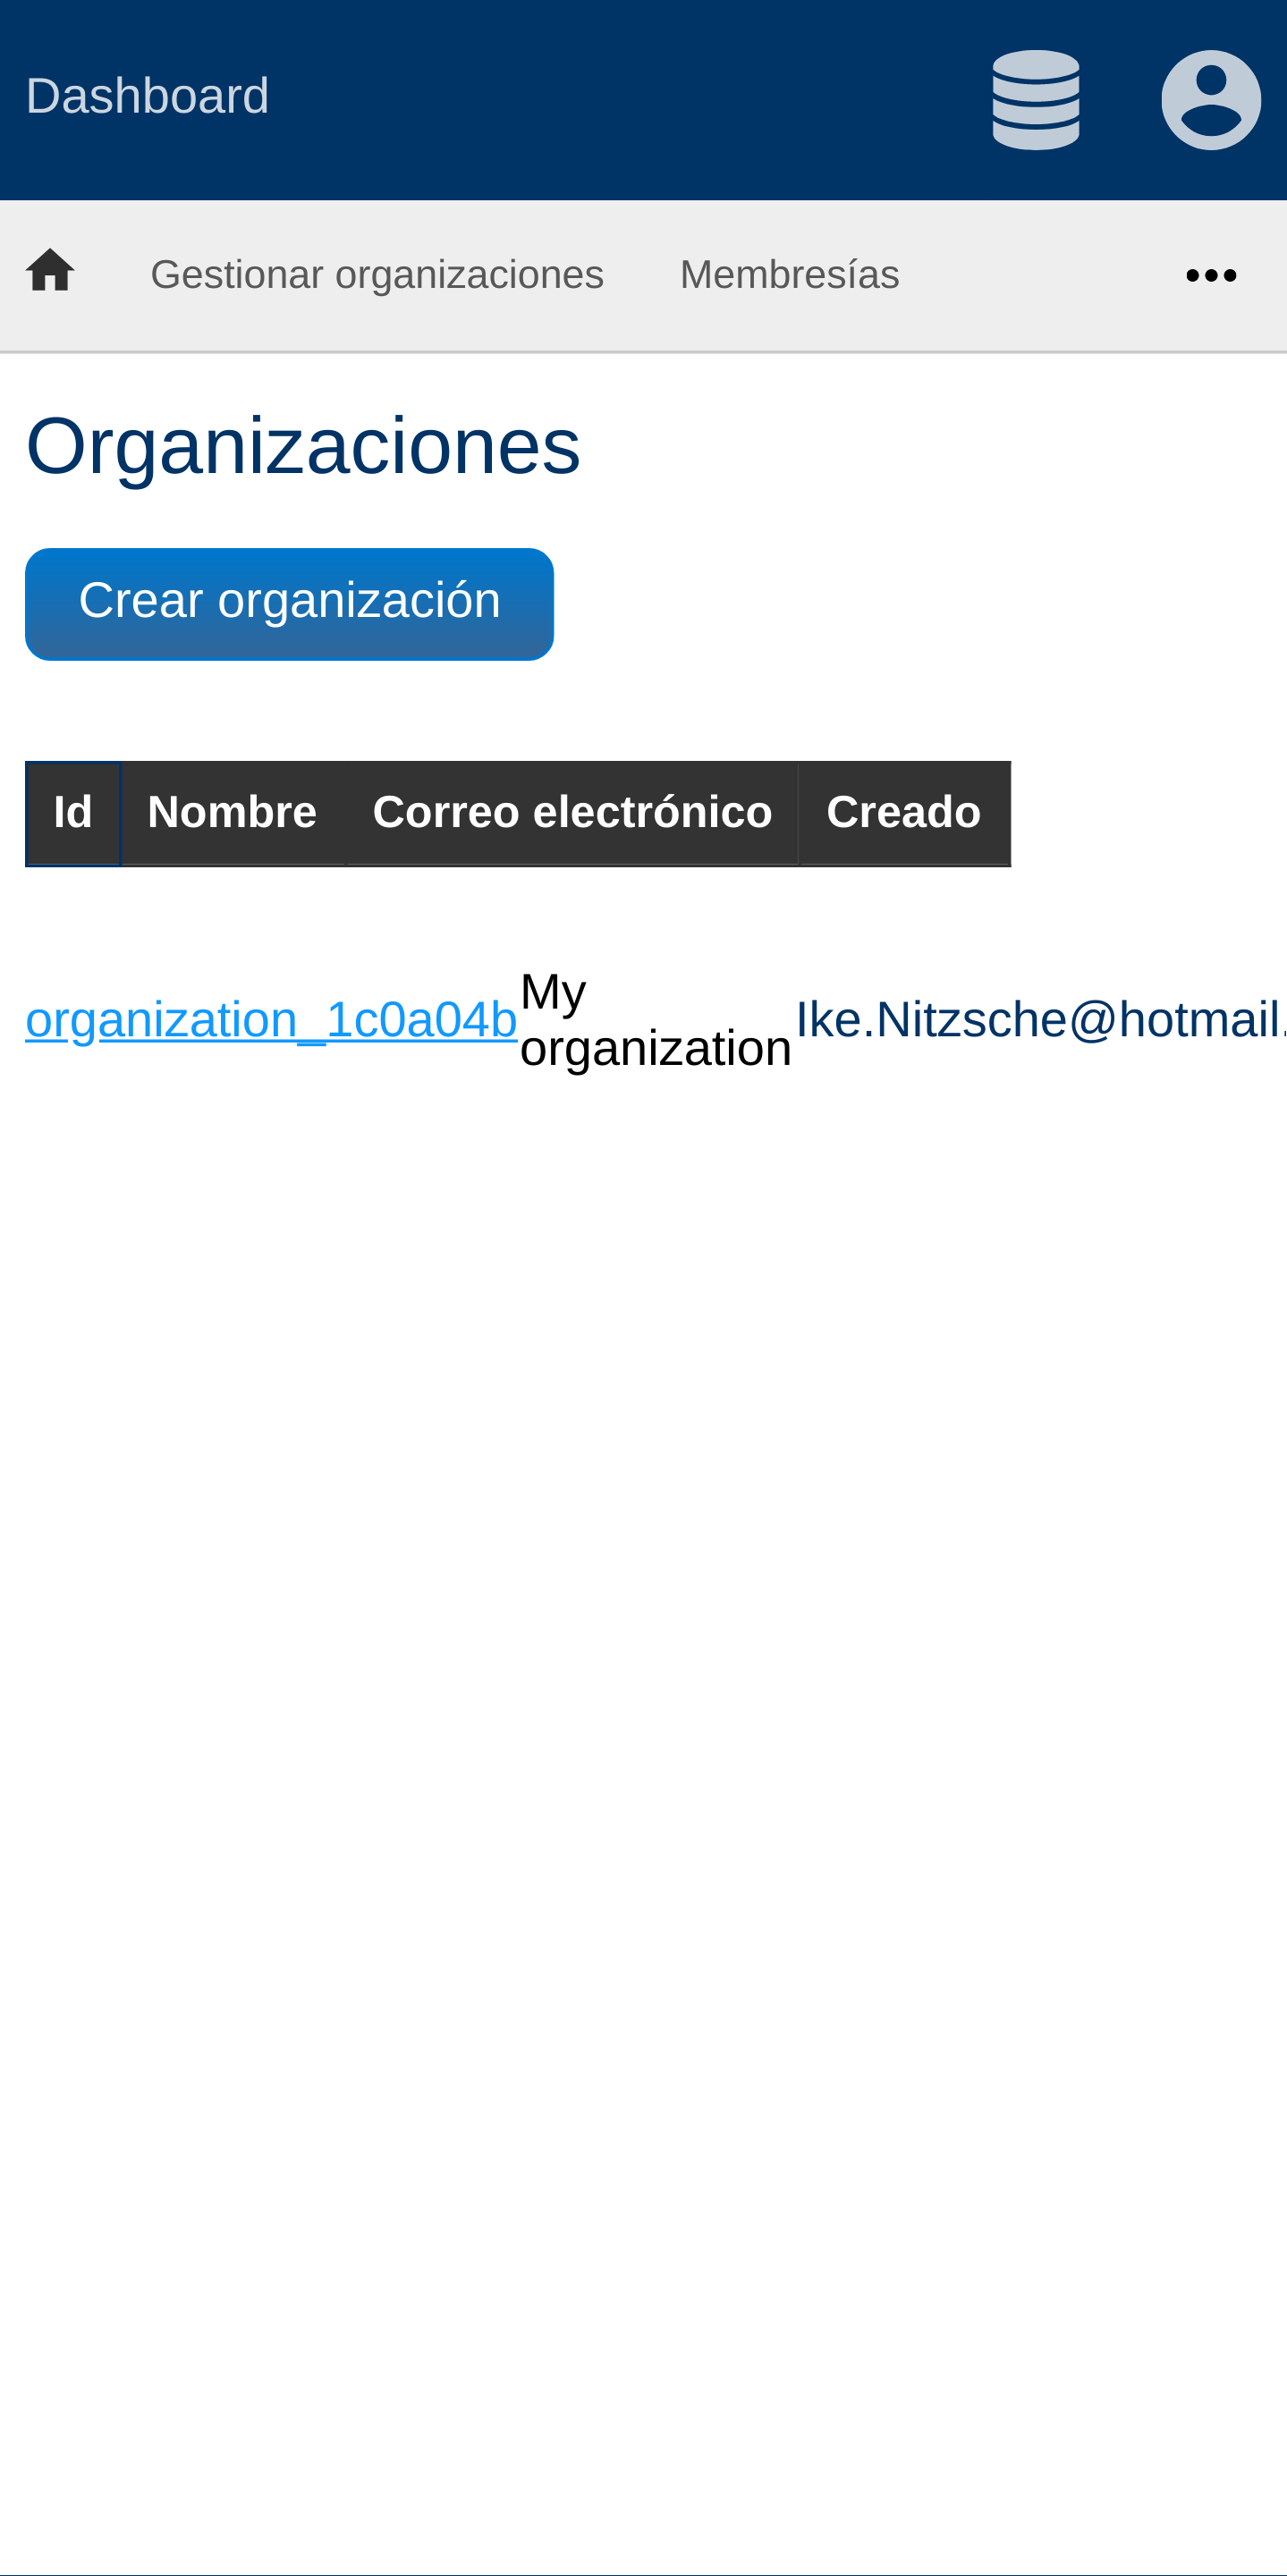 Dashboard
Gestionar organizaciones Membresías
Organizaciones
Crear organización
Id Nombre Correo electrónico Creado
organization_1c0a04b My organization Ike.Nitzsche@hotmail.